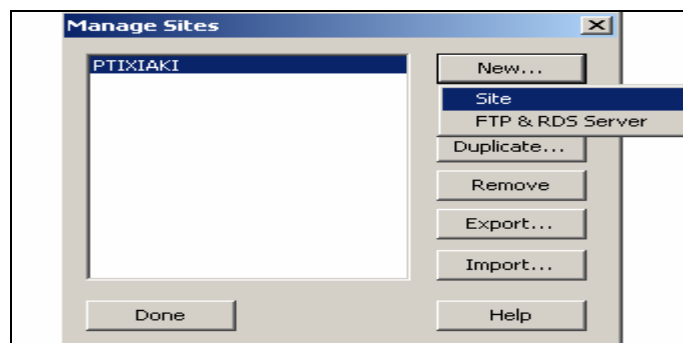 Manage Sites
PTIXIAKI
New...
Site
FTP & RDS Server
Duplicate...
Remove
Export...
Import...
Done
Help